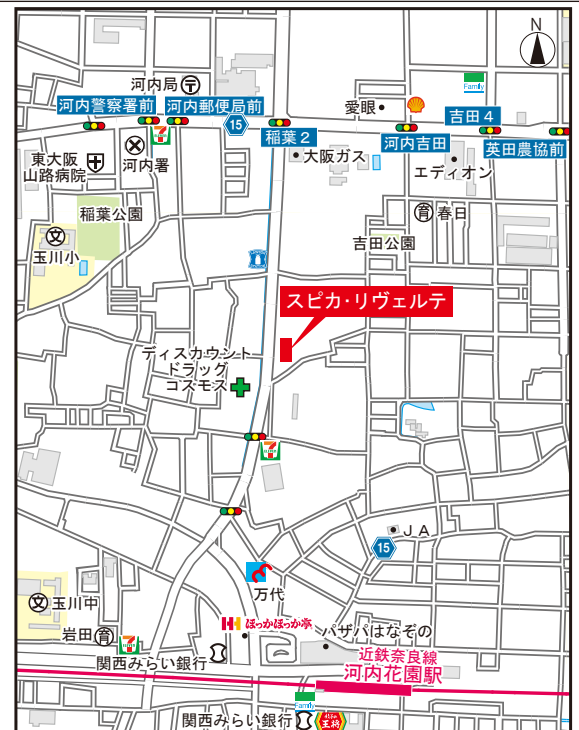 N
河内局
Family
河内警察署前
河内郵便局前
15
稲葉2
愛眼
河内吉田
吉田4
英田農協前
東大阪
山路病院
河内署
大阪ガス
エディオン
稲葉公園
育 春日
文
玉川小
吉田公園
スピカ・リヴェルテ
ディスカウント
ドラッグ
コスモス
JA
15
万代
文 玉川中
ほっかほっか亭
岩田 育
パザパはなぞの
関西みらい銀行
近鉄奈良線
河内花園駅
Family
関西みらい銀行
王将